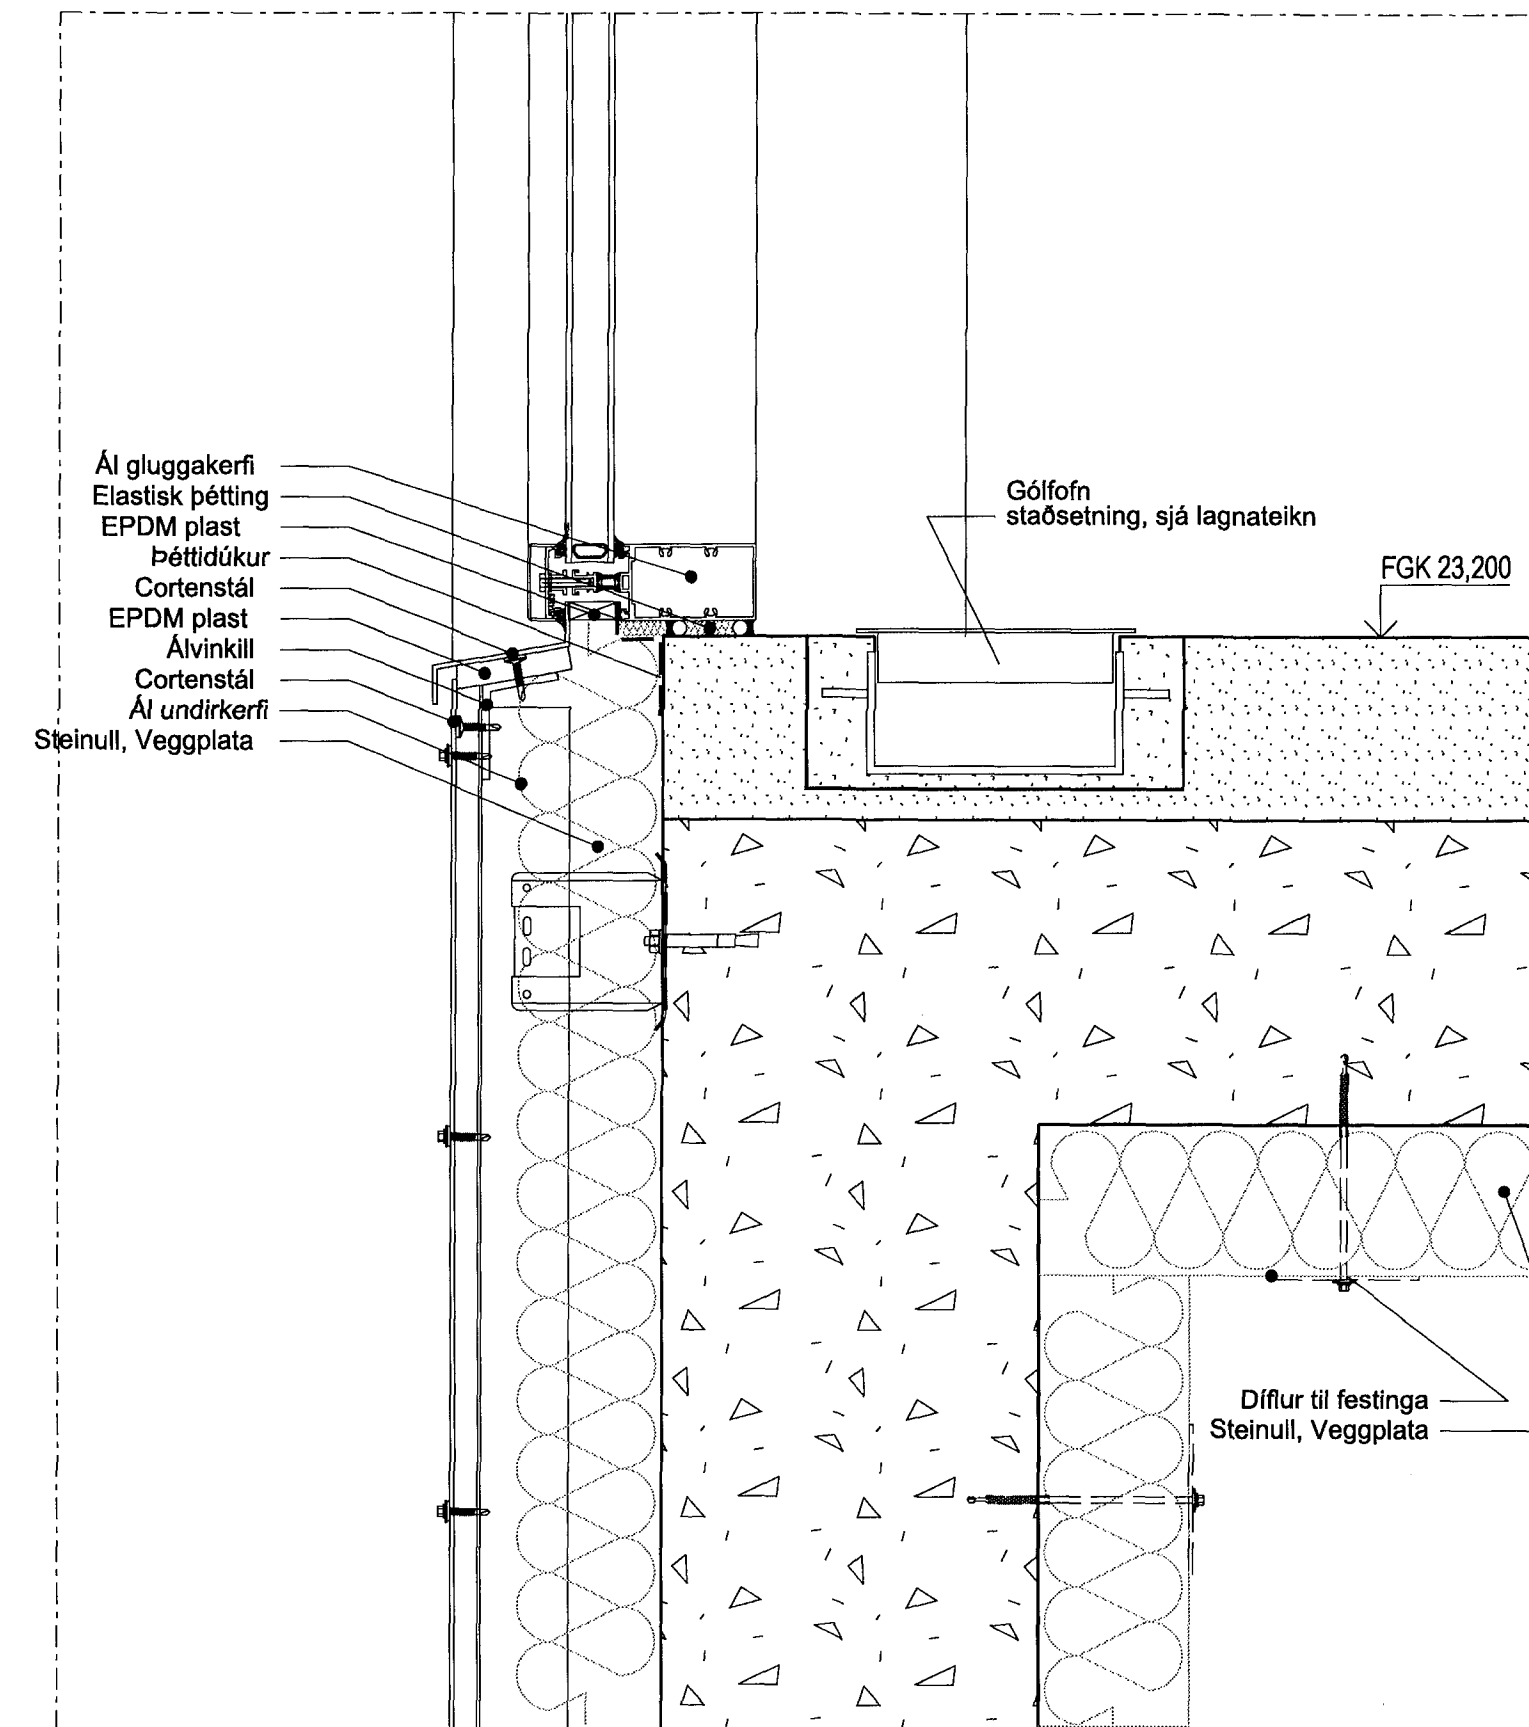 Ál gluggakerfi
Elastisk þétting
EPDM plast
Þéttidúkur
Cortenstál
EPDM plast
Álvinkill
Cortenstál
Ál undirkerfi
Steinull, Veggplata
Gólfofn
staðsetning, sjá lagnateikn
FGK 23,200
Díflur til festinga
Steinull, Veggplata